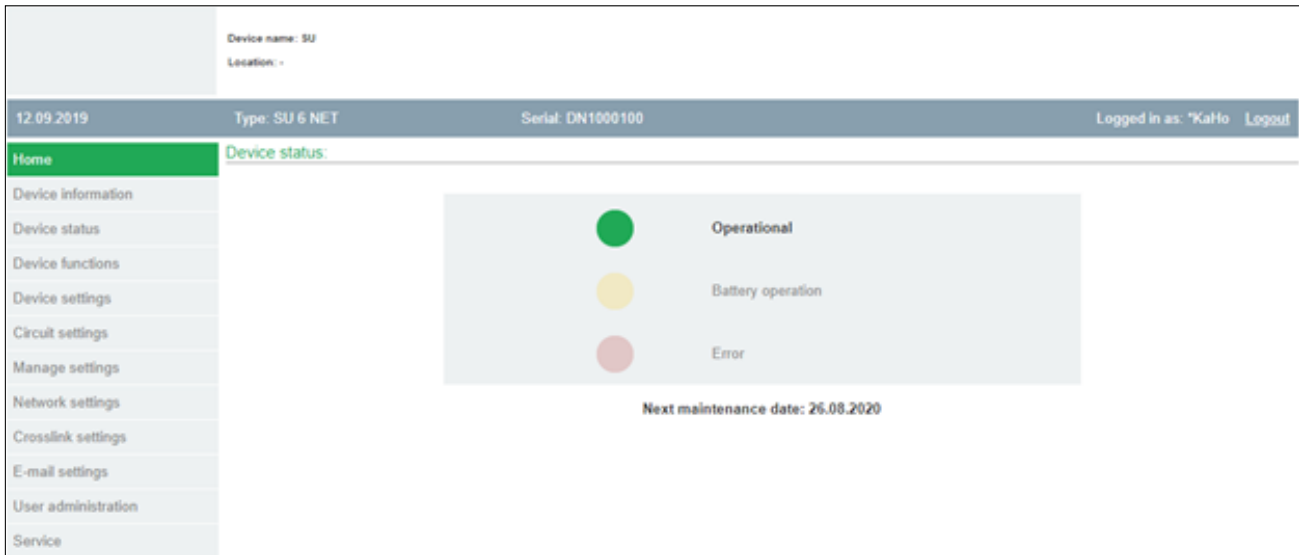 Device name: SU
Location: -
12.09.2019 Type: SU 6 NET Serial: DN1000100 Logged in as: "KaHo Logout
Home
Device information
Device status
Device functions
Device settings
Circuit settings
Manage settings
Network settings
Crosslink settings
E-mail settings
User administration
Service
Device status:
Operational
Battery operation
Error
Next maintenance date: 26.08.2020